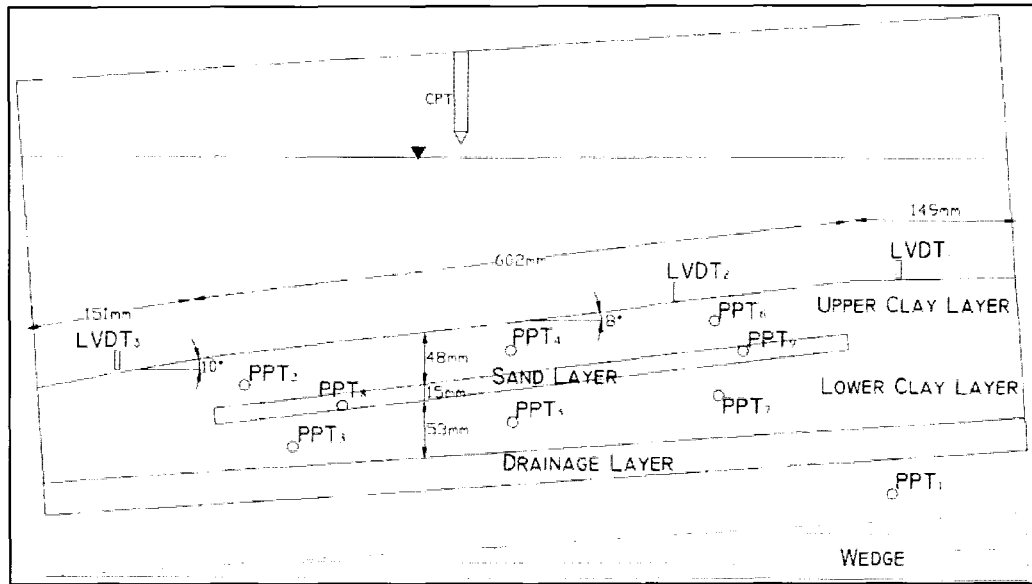 CPT
149mm
602mm
LVDT
LVDT₂
151mm
UPPER CLAY LAYER
PPT₆
8°
LVDT₃
PPT₄
48mm
PPT₉
10°
SAND LAYER
PPT₂
PPT₈
15mm
LOWER CLAY LAYER
PPT₇
PPT₅
53mm
PPT₃
DRAINAGE LAYER
PPT₁
WEDGE